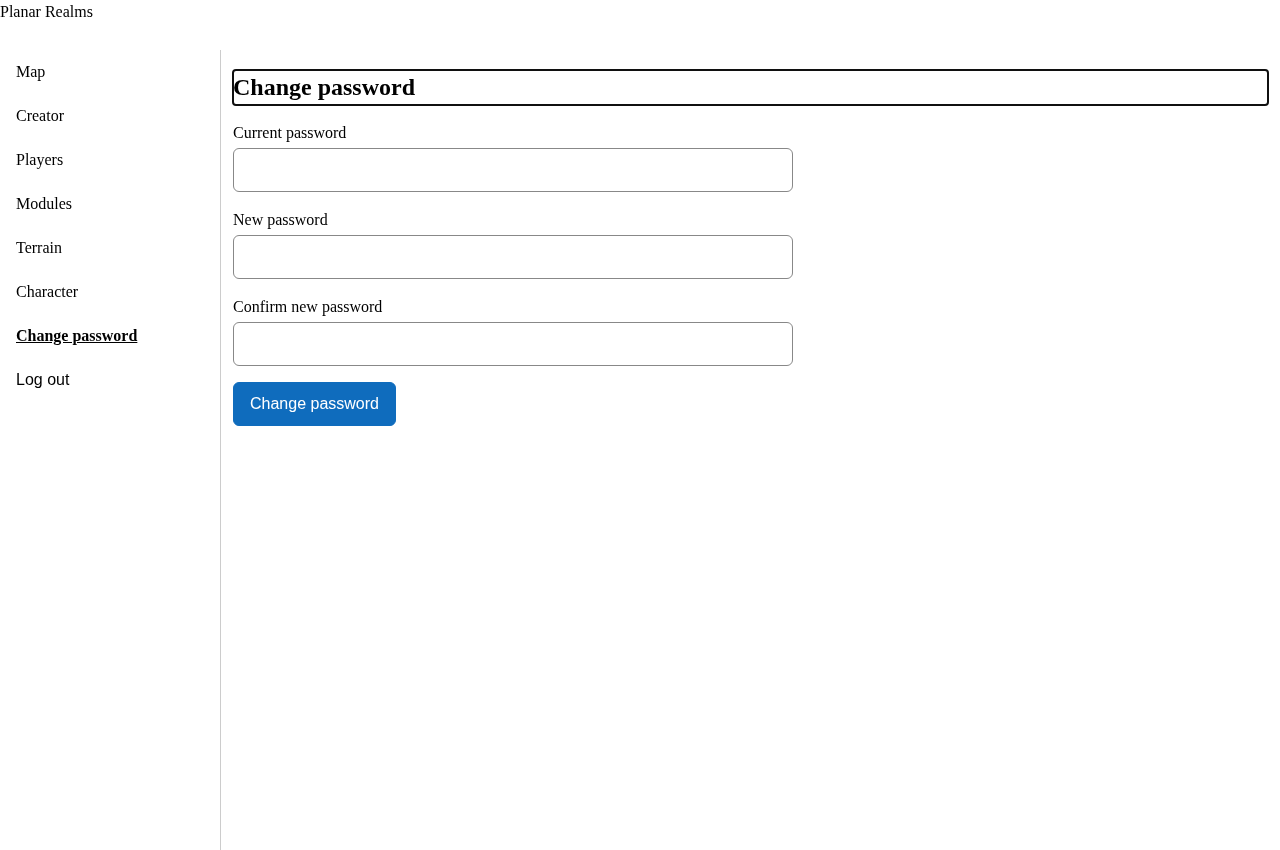 Planar Realms
Map
Creator
Players
Modules
Terrain
Character
Change password
Log out
Change password
Current password
New password
Confirm new password
Change password